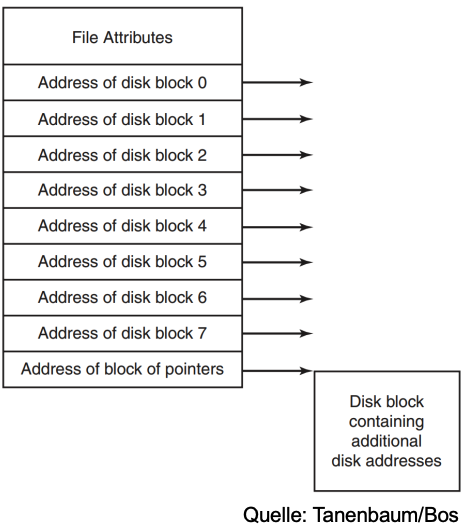 File Attributes
Address of disk block 0
Address of disk block 1
Address of disk block 2
Address of disk block 3
Address of disk block 4
Address of disk block 5
Address of disk block 6
Address of disk block 7
Address of block of pointers
Disk block
containing
additional
disk addresses
Quelle: Tanenbaum/Bos